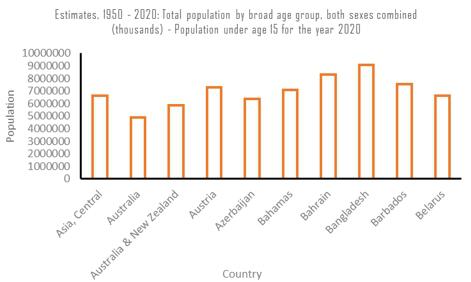 Estimates, 1950 - 2020: Total population by broad age group, both sexes combined
(thousands) - Population under age 15 for the year 2020
Population
10000000
9000000
8000000
7000000
6000000
5000000
4000000
3000000
2000000
1000000
0
Asia, Central
Australia
Australia & New Zealand
Austria
Azerbaijan
Bahamas
Bahrain
Bangladesh
Barbados
Belarus
Country